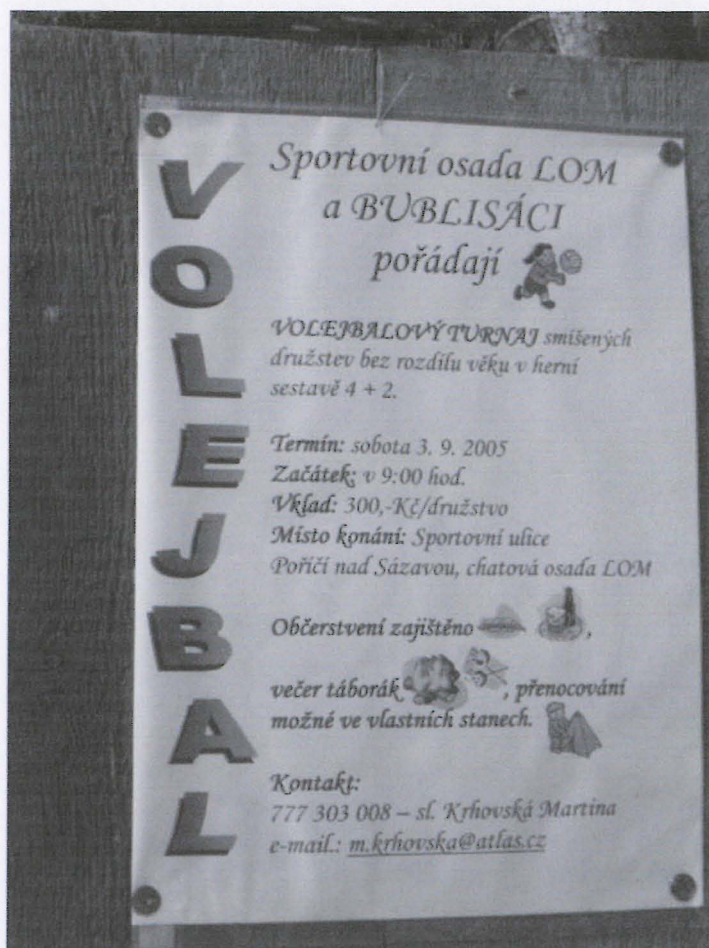 VOLEJBAL
Sportovní osada LOM
a BUBLISÁCI
pořádají
VOLEJBALOVÝ TURNAJ smíšených
družstev bez rozdílu věku v herní
sestavě 4 + 2.
Termín: sobota 3. 9. 2005
Začátek: v 9:00 hod.
Vklad: 300,-Kč/družstvo
Místo konání: Sportovní ulice
Poříčí nad Sázavou, chatová osada LOM
Občerstvení zajištěno ,
večer táborák , přenocování
možné ve vlastních stanech.
Kontakt:
777 303 008 – sl. Krhovská Martina
e-mail.: m.krhovska@atlas.cz